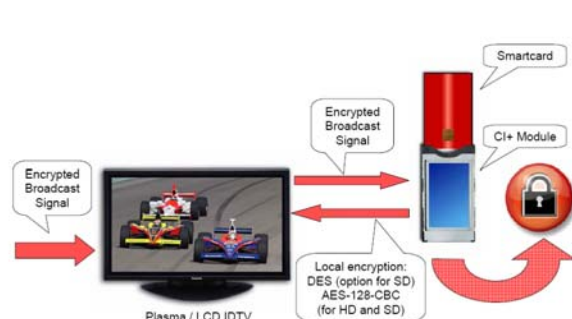 Smartcard
CI+ Module
Encrypted
Broadcast
Signal
Encrypted
Broadcast
Signal
Local encryption:
DES (option for SD)
AES-128-CBC
(for HD and SD)
Plasma / LCD IDTV